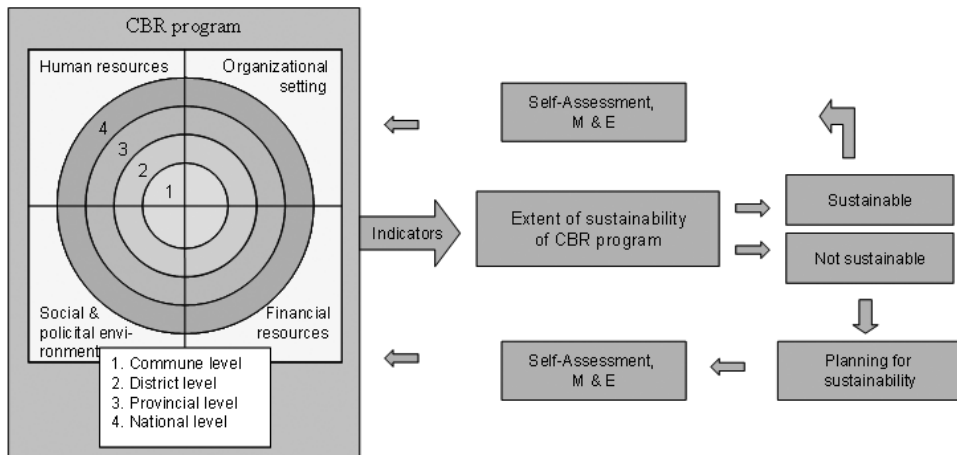 CBR program
Human resources
Organizational
setting
4
3
2
1
Social &
policital envi-
ronment
Financial
resources
1. Commune level
2. District level
3. Provincial level
4. National level
Indicators
Self-Assessment,
M & E
Extent of sustainability
of CBR program
Sustainable
Not sustainable
Self-Assessment,
M & E
Planning for
sustainability